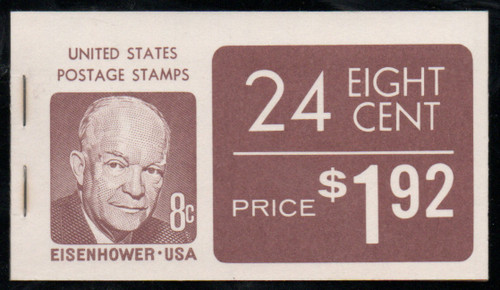 UNITED STATES
POSTAGE STAMPS
8c
EISENHOWER·USA
24 EIGHT CENT
PRICE $1.92